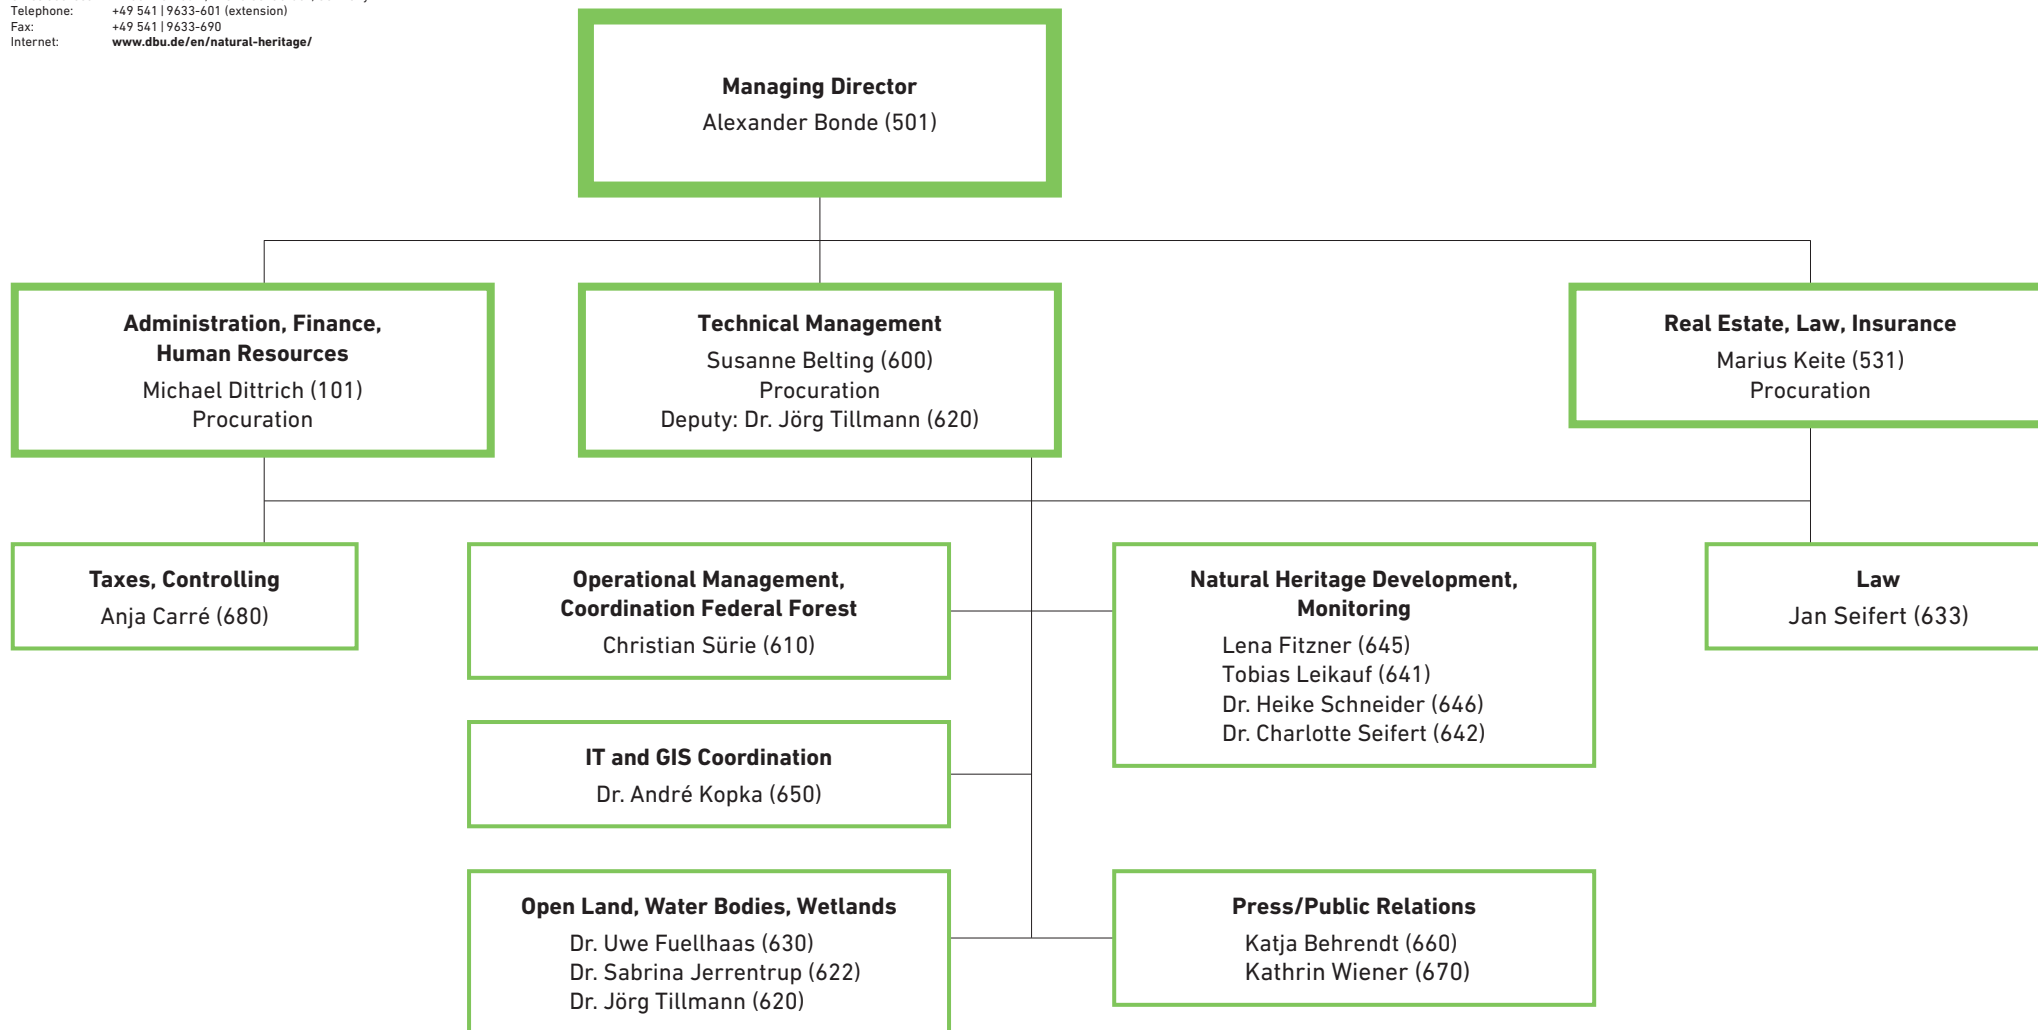 Telephone: +49 541 | 9633-601 (extension)
Fax: +49 541 | 9633-690
Internet: www.dbu.de/en/natural-heritage/
Managing Director
Alexander Bonde (501)
Administration, Finance,
Human Resources
Michael Dittrich (101)
Procuration
Technical Management
Susanne Belting (600)
Procuration
Deputy: Dr. Jörg Tillmann (620)
Real Estate, Law, Insurance
Marius Keite (531)
Procuration
Taxes, Controlling
Anja Carré (680)
Operational Management,
Coordination Federal Forest
Christian Sürie (610)
Natural Heritage Development,
Monitoring
Lena Fitzner (645)
Tobias Leikauf (641)
Dr. Heike Schneider (646)
Dr. Charlotte Seifert (642)
Law
Jan Seifert (633)
IT and GIS Coordination
Dr. André Kopka (650)
Open Land, Water Bodies, Wetlands
Dr. Uwe Fuellhaas (630)
Dr. Sabrina Jerrentrup (622)
Dr. Jörg Tillmann (620)
Press/Public Relations
Katja Behrendt (660)
Kathrin Wiener (670)